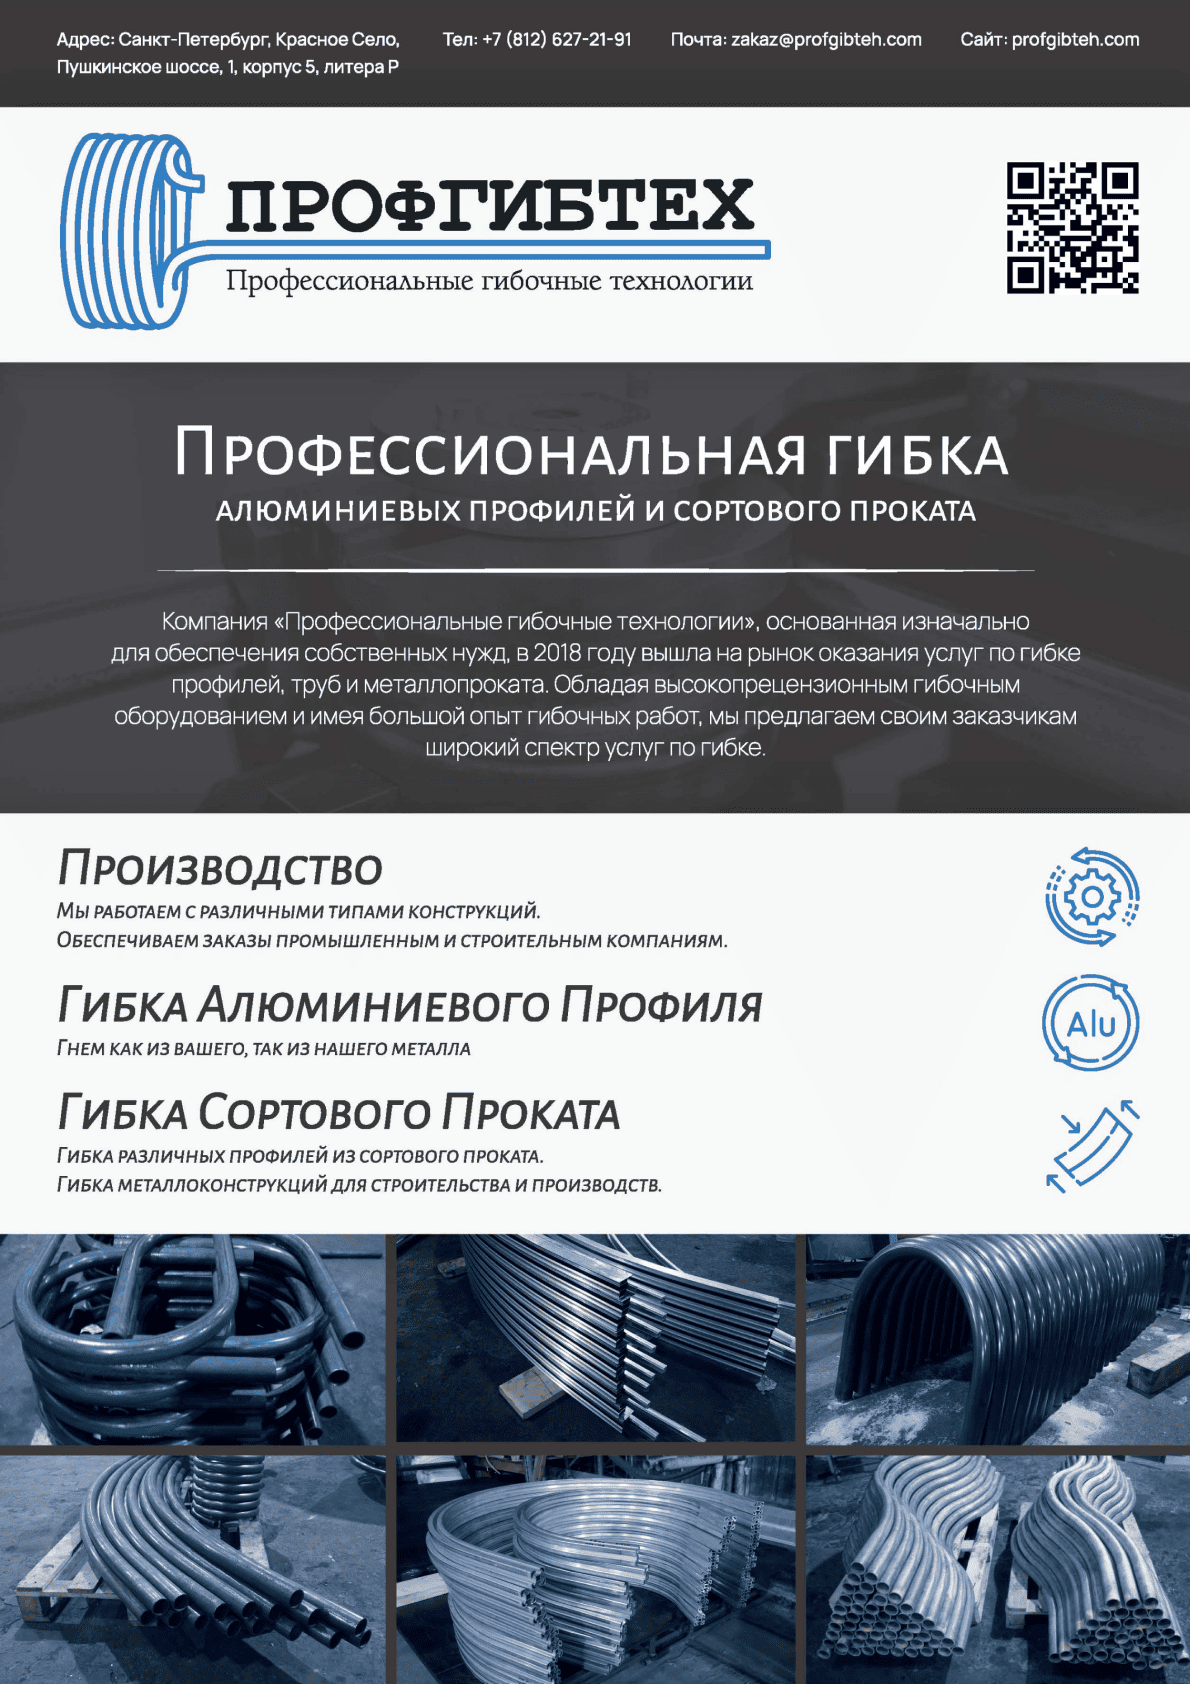 Адрес: Санкт-Петербург, Красное Село,
Пушкинское шоссе, 1, корпус 5, литера Р
Тел: +7 (812) 627-21-91
Почта: zakaz@profgibteh.com
Сайт: profgibteh.com
ПРОФГИБТЕХ
Профессиональные гибочные технологии
Профессиональная гибка
алюминиевых профилей и сортового проката
Компания «Профессиональные гибочные технологии», основанная изначально
для обеспечения собственных нужд, в 2018 году вышла на рынок оказания услуг по гибке
профилей, труб и металлопроката. Обладая высокопрецензионным гибочным
оборудованием и имея большой опыт гибочных работ, мы предлагаем своим заказчикам
широкий спектр услуг по гибке.
Производство
Мы работаем с различными типами конструкций.
Обеспечиваем заказы промышленным и строительным компаниям.
Гибка Алюминиевого Профиля
Гнем как из вашего, так из нашего металла
Alu
Гибка Сортового Проката
Гибка различных профилей из сортового проката.
Гибка металлоконструкций для строительства и производств.